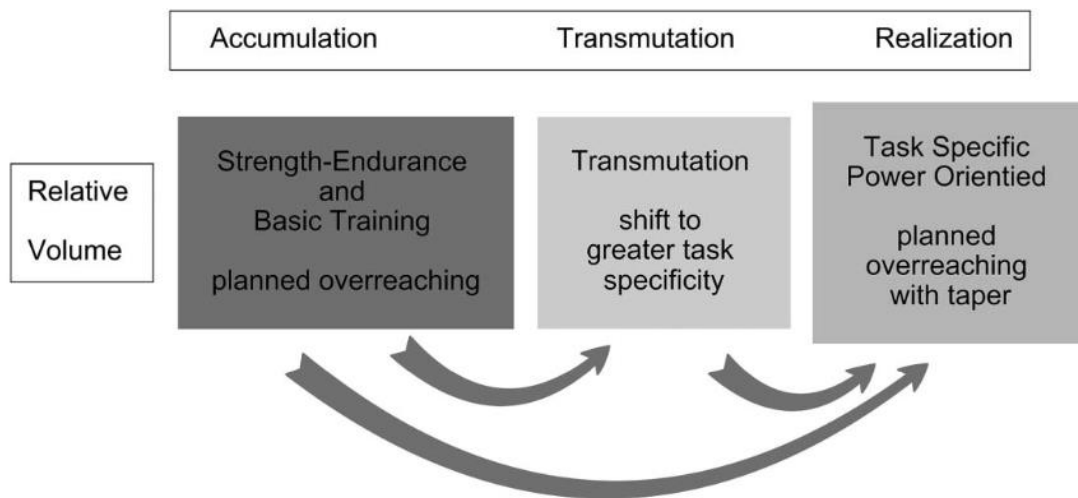 Accumulation Transmutation Realization
Relative
Volume
Strength-Endurance
and
Basic Training
planned overreaching
Transmutation
shift to
greater task
specificity
Task Specific
Power Orientied
planned
overreaching
with taper